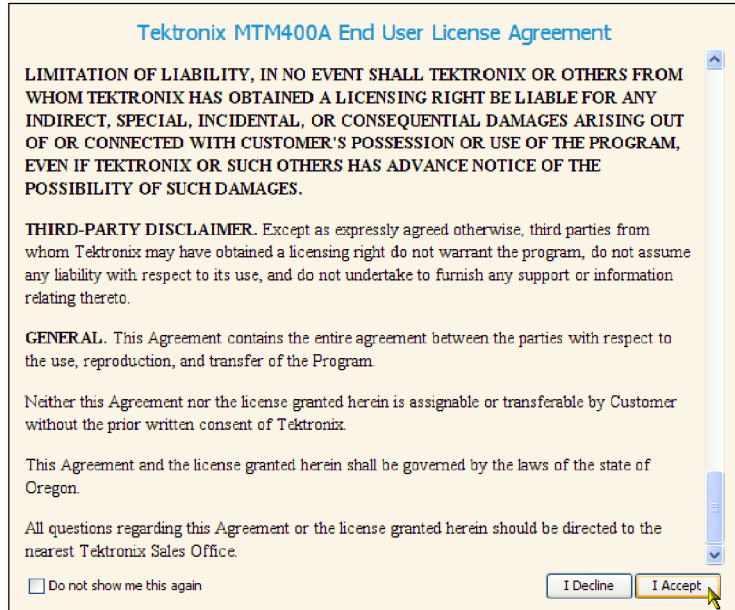 Tektronix MTM400A End User License Agreement
LIMITATION OF LIABILITY, IN NO EVENT SHALL TEKTRONIX OR OTHERS FROM
WHOM TEKTRONIX HAS OBTAINED A LICENSING RIGHT BE LIABLE FOR ANY
INDIRECT, SPECIAL, INCIDENTAL, OR CONSEQUENTIAL DAMAGES ARISING OUT
OF OR CONNECTED WITH CUSTOMER'S POSSESSION OR USE OF THE PROGRAM,
EVEN IF TEKTRONIX OR SUCH OTHERS HAS ADVANCE NOTICE OF THE
POSSIBILITY OF SUCH DAMAGES.
THIRD-PARTY DISCLAIMER. Except as expressly agreed otherwise, third parties from
whom Tektronix may have obtained a licensing right do not warrant the program, do not assume
any liability with respect to its use, and do not undertake to furnish any support or information
relating thereto.
GENERAL. This Agreement contains the entire agreement between the parties with respect to
the use, reproduction, and transfer of the Program.
Neither this Agreement nor the license granted herein is assignable or transferable by Customer
without the prior written consent of Tektronix.
This Agreement and the license granted herein shall be governed by the laws of the state of
Oregon.
All questions regarding this Agreement or the license granted herein should be directed to the
nearest Tektronix Sales Office.
Do not show me this again
I Decline
I Accept